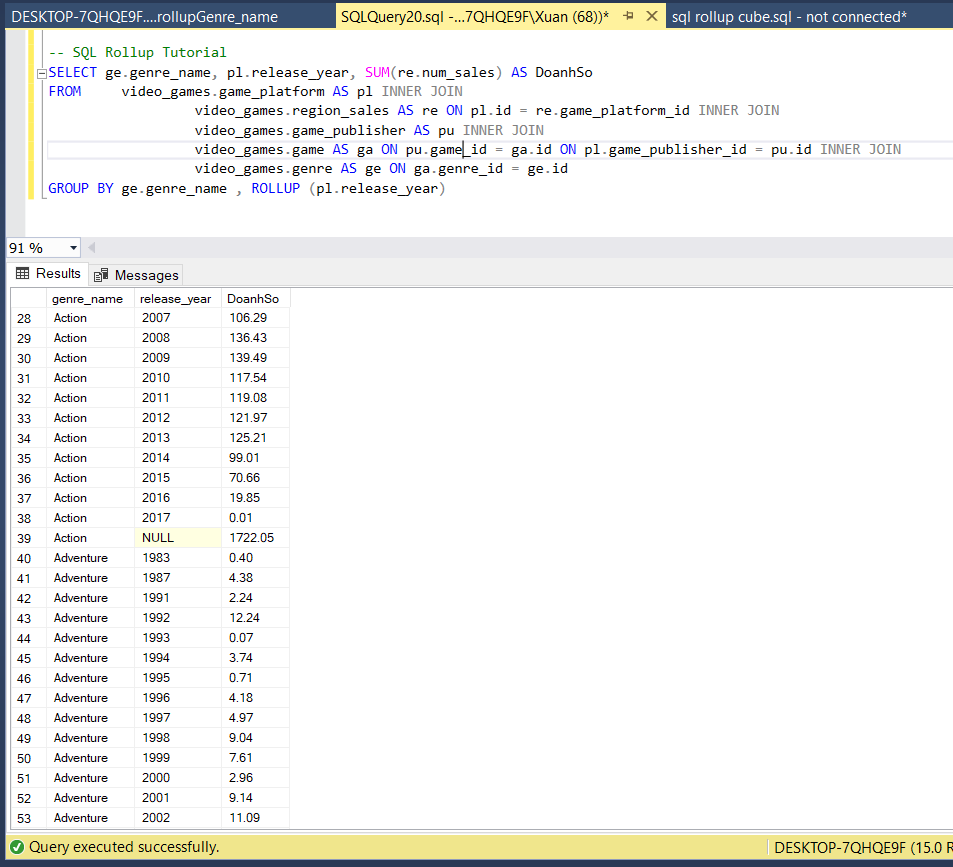 DESKTOP-7QHQE9F....rollupGenre_name SQLQuery20.sql -...7QHQE9F\Xuan (68))* sql rollup cube.sql - not connected*
-- SQL Rollup Tutorial
SELECT ge.genre_name, pl.release_year, SUM(re.num_sales) AS DoanhSo
FROM video_games.game_platform AS pl INNER JOIN
video_games.region_sales AS re ON pl.id = re.game_platform_id INNER JOIN
video_games.game_publisher AS pu INNER JOIN
video_games.game AS ga ON pu.game_id = ga.id ON pl.game_publisher_id = pu.id INNER JOIN
video_games.genre AS ge ON ga.genre_id = ge.id
GROUP BY ge.genre_name , ROLLUP (pl.release_year)
91 %
Results Messages
genre_name release_year DoanhSo
28 Action 2007 106.29
29 Action 2008 136.43
30 Action 2009 139.49
31 Action 2010 117.54
32 Action 2011 119.08
33 Action 2012 121.97
34 Action 2013 125.21
35 Action 2014 99.01
36 Action 2015 70.66
37 Action 2016 19.85
38 Action 2017 0.01
39 Action NULL 1722.05
40 Adventure 1983 0.40
41 Adventure 1987 4.38
42 Adventure 1991 2.24
43 Adventure 1992 12.24
44 Adventure 1993 0.07
45 Adventure 1994 3.74
46 Adventure 1995 0.71
47 Adventure 1996 4.18
48 Adventure 1997 4.97
49 Adventure 1998 9.04
50 Adventure 1999 7.61
51 Adventure 2000 2.96
52 Adventure 2001 9.14
53 Adventure 2002 11.09
Query executed successfully. DESKTOP-7QHQE9F (15.0 R